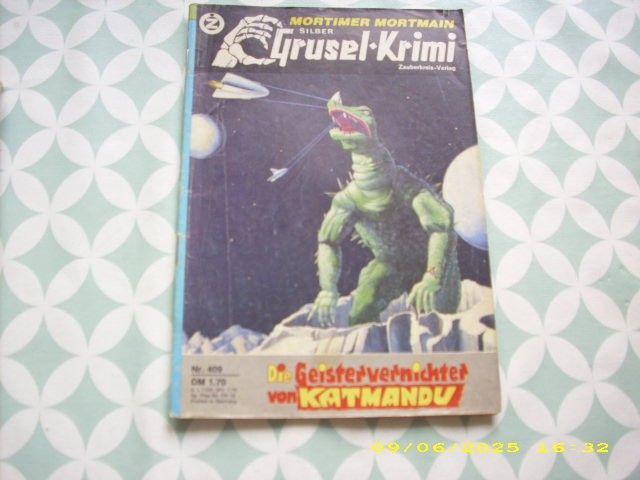 MORTIMER MORTMAIN
Z
SILBER
Grusel-Krimi
Zauberkreis-Verlag
Nr. 409
DM 1,70
Die Geistervernichter
von KATMANDU
09/06/2025 16:32